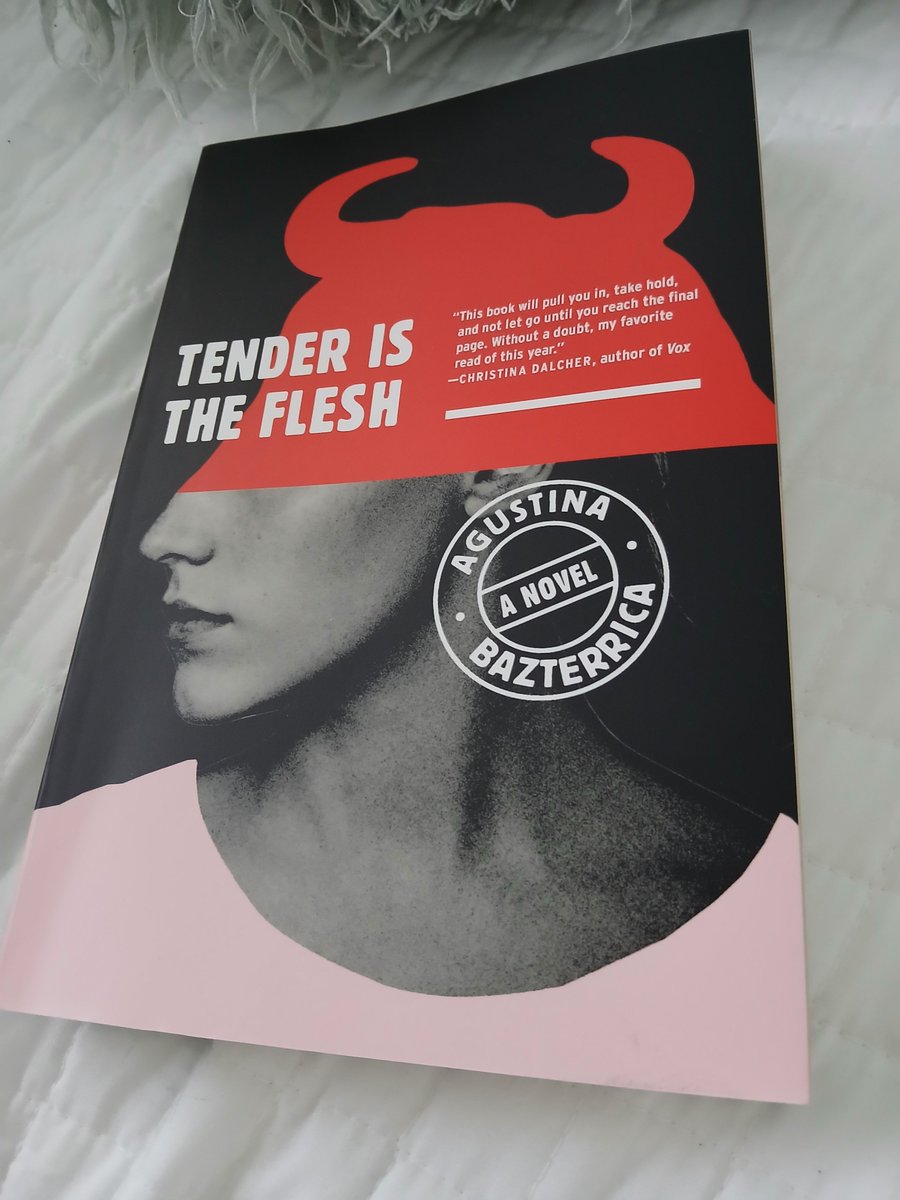 TENDER IS
THE FLESH
“This book will pull you in, take hold,
and not let go until you reach the final
page. Without a doubt, my favorite
read of this year.”
—CHRISTINA DALCHER, author of Vox
AGUSTINA
A NOVEL
BAZTERRICA